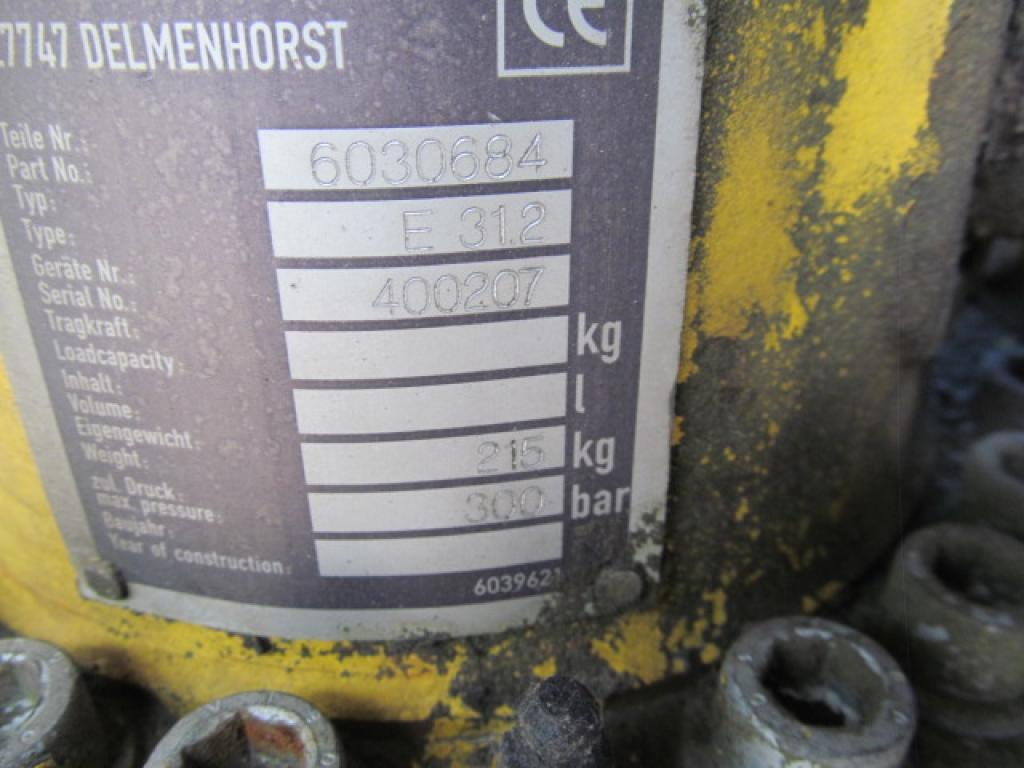 7747 DELMENHORST
CE
Teile Nr.:
Part No.: 6030684
Typ:
Type: E 31.2
Geräte Nr.:
Serial No.: 400207
Tragkraft:
Loadcapacity: kg
Inhalt:
Volume: l
Eigengewicht:
Weight: 215 kg
zul. Druck:
max. pressure: 300 bar
Baujahr:
Year of construction:
6039621